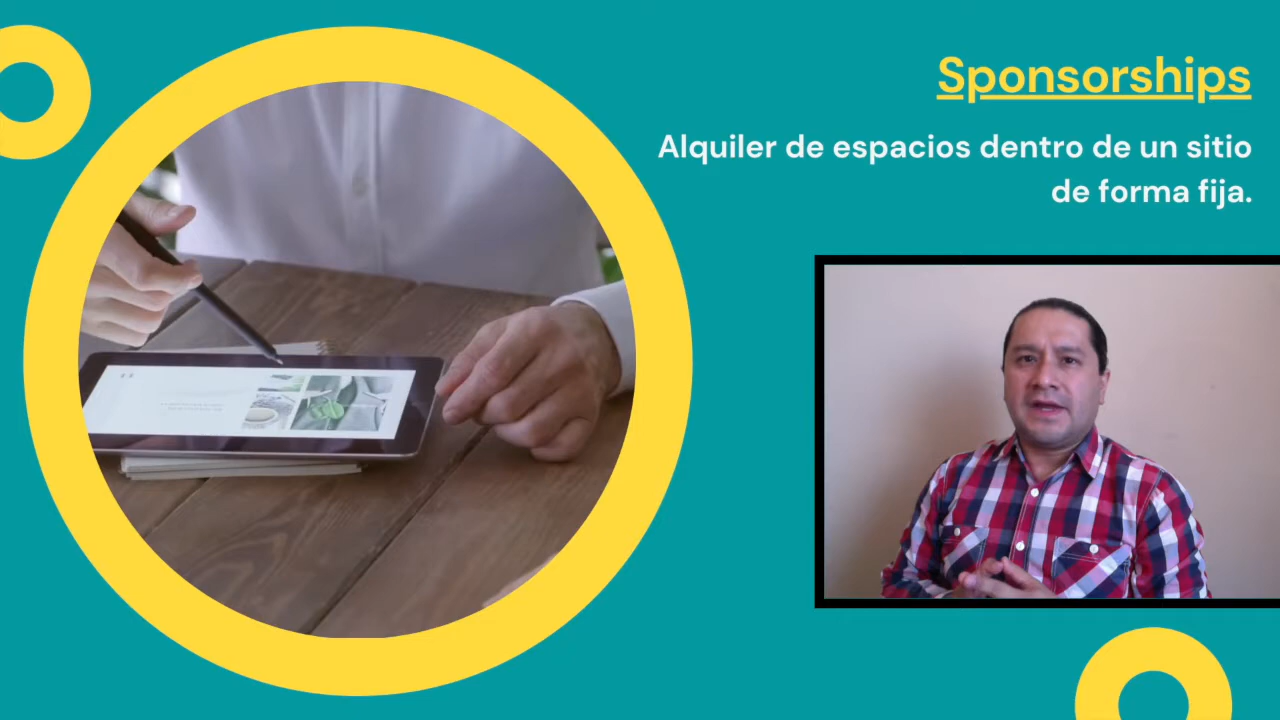 Sponsorships
Alquiler de espacios dentro de un sitio
de forma fija.